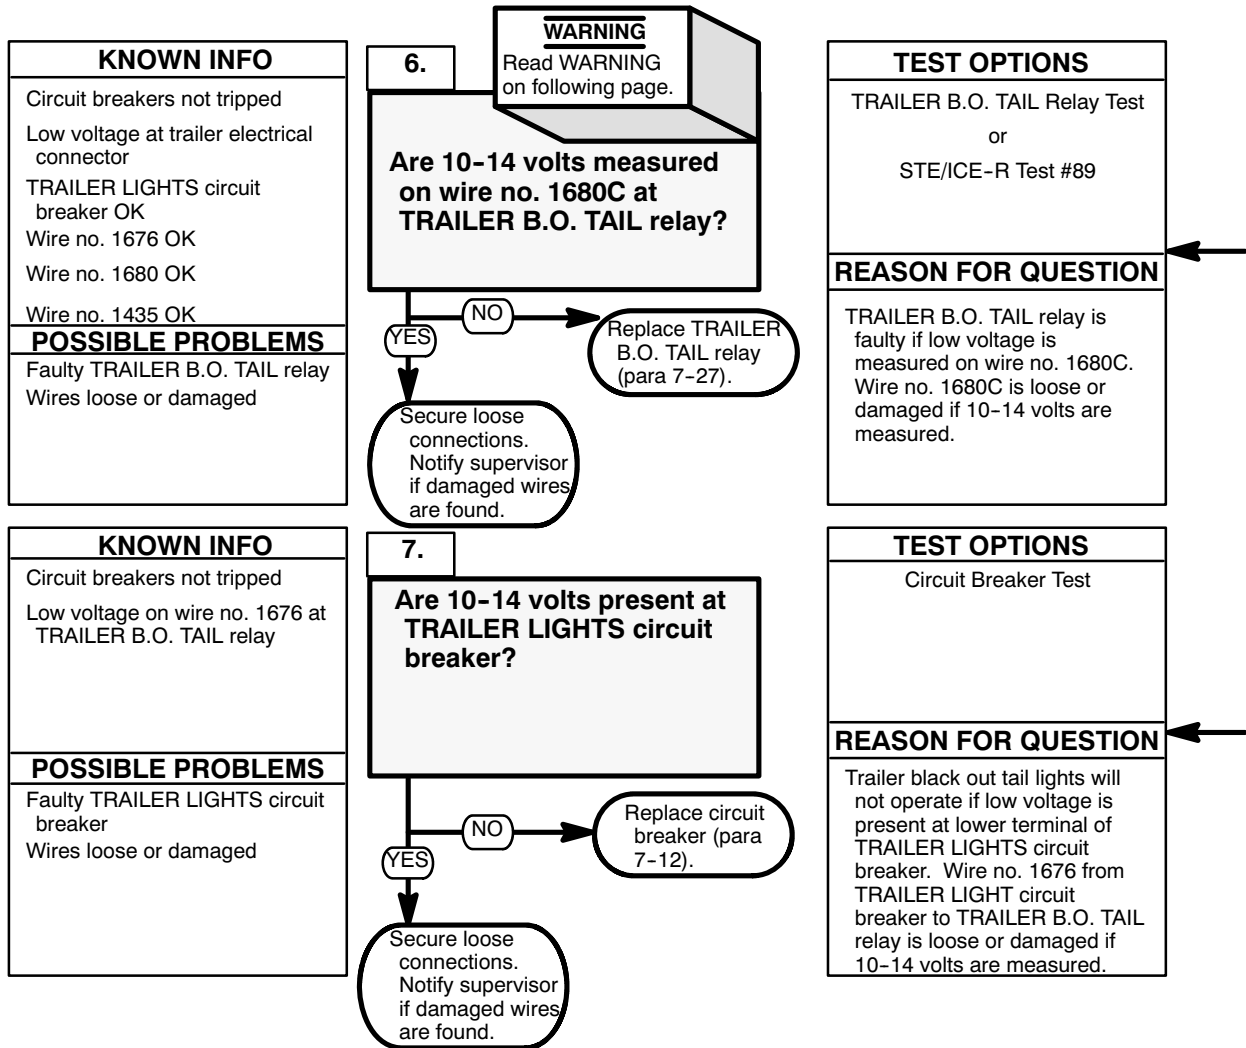 KNOWN INFO
Circuit breakers not tripped
Low voltage at trailer electrical
connector
TRAILER LIGHTS circuit
breaker OK
Wire no. 1676 OK
Wire no. 1680 OK
Wire no. 1435 OK
POSSIBLE PROBLEMS
Faulty TRAILER B.O. TAIL relay
Wires loose or damaged
6.
WARNING
Read WARNING
on following page.
Are 10-14 volts measured
on wire no. 1680C at
TRAILER B.O. TAIL relay?
NO
YES
Replace TRAILER
B.O. TAIL relay
(para 7-27).
Secure loose
connections.
Notify supervisor
if damaged wires
are found.
TEST OPTIONS
TRAILER B.O. TAIL Relay Test
or
STE/ICE-R Test #89
REASON FOR QUESTION
TRAILER B.O. TAIL relay is
faulty if low voltage is
measured on wire no. 1680C.
Wire no. 1680C is loose or
damaged if 10-14 volts are
measured.
KNOWN INFO
Circuit breakers not tripped
Low voltage on wire no. 1676 at
TRAILER B.O. TAIL relay
POSSIBLE PROBLEMS
Faulty TRAILER LIGHTS circuit
breaker
Wires loose or damaged
7.
Are 10-14 volts present at
TRAILER LIGHTS circuit
breaker?
NO
YES
Replace circuit
breaker (para
7-12).
Secure loose
connections.
Notify supervisor
if damaged wires
are found.
TEST OPTIONS
Circuit Breaker Test
REASON FOR QUESTION
Trailer black out tail lights will
not operate if low voltage is
present at lower terminal of
TRAILER LIGHTS circuit
breaker. Wire no. 1676 from
TRAILER LIGHT circuit
breaker to TRAILER B.O. TAIL
relay is loose or damaged if
10-14 volts are measured.